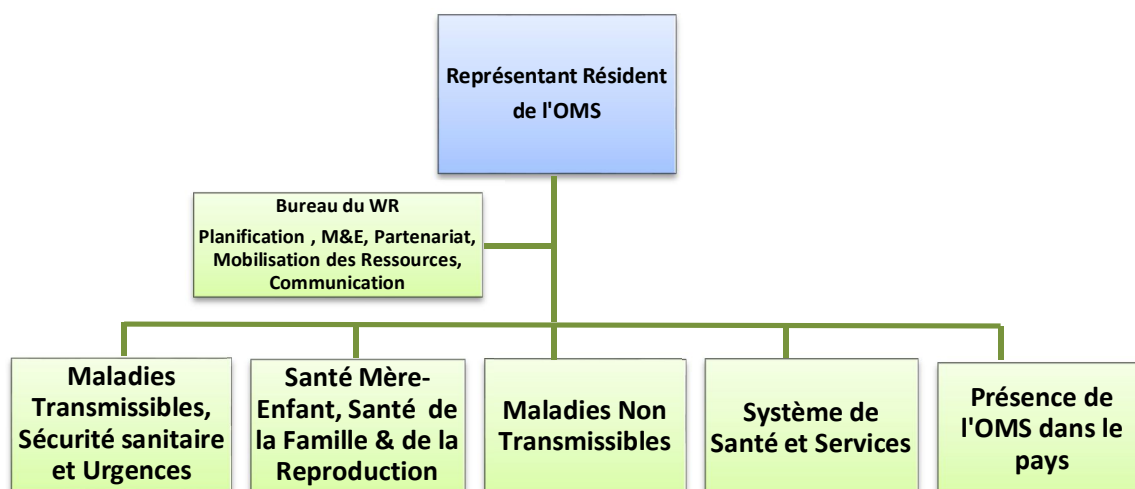 Représentant Résident
de l'OMS
Bureau du WR
Planification , M&E, Partenariat,
Mobilisation des Ressources,
Communication
Maladies
Transmissibles,
Sécurité sanitaire
et Urgences
Santé Mère-
Enfant, Santé de
la Famille & de la
Reproduction
Maladies Non
Transmissibles
Système de
Santé et Services
Présence de
l'OMS dans le
pays